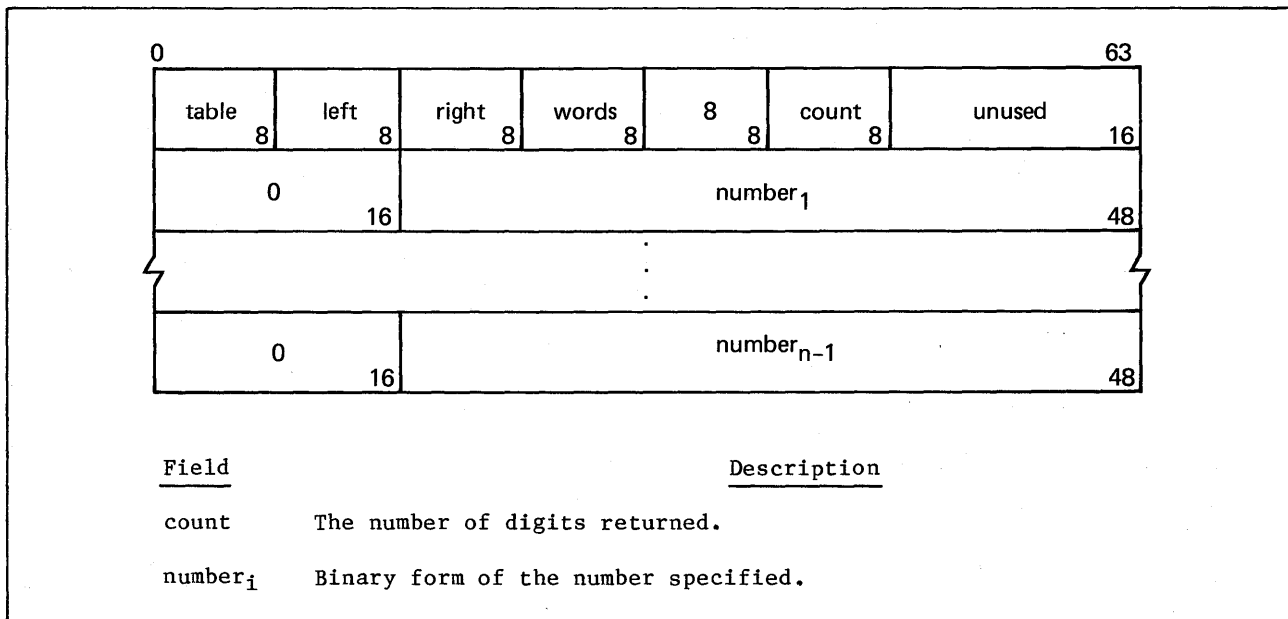 0 63
table left right words 8 count unused
8 8 8 8 8 8 16
0 number1
16 48
.
.
.
0 numbern-1
16 48
Field Description
count The number of digits returned.
numberi Binary form of the number specified.